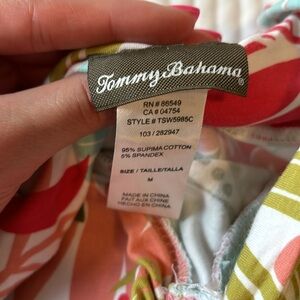 Tommy Bahama
RN # 86549
CA # 04754
STYLE # TSW5985C
103 / 282947
95% SUPIMA COTTON
5% SPANDEX
SIZE / TAILLE/TALLA
M
MADE IN CHINA
FAIT AUX CHINE
HECHO EN CHINA